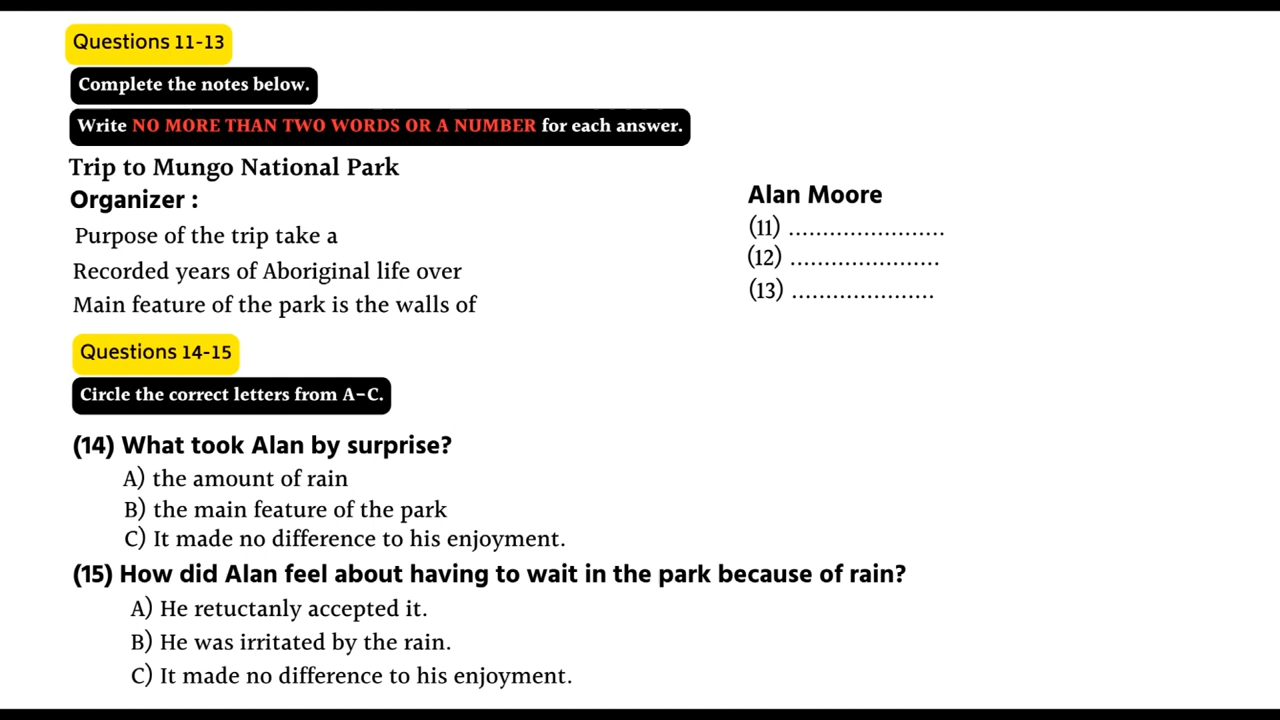 Questions 11-13
Complete the notes below.
Write NO MORE THAN TWO WORDS OR A NUMBER for each answer.
Trip to Mungo National Park
Organizer : Alan Moore
Purpose of the trip take a (11) .......................
Recorded years of Aboriginal life over (12) ......................
Main feature of the park is the walls of (13) .....................
Questions 14-15
Circle the correct letters from A-C.
(14) What took Alan by surprise?
A) the amount of rain
B) the main feature of the park
C) It made no difference to his enjoyment.
(15) How did Alan feel about having to wait in the park because of rain?
A) He retuctanly accepted it.
B) He was irritated by the rain.
C) It made no difference to his enjoyment.